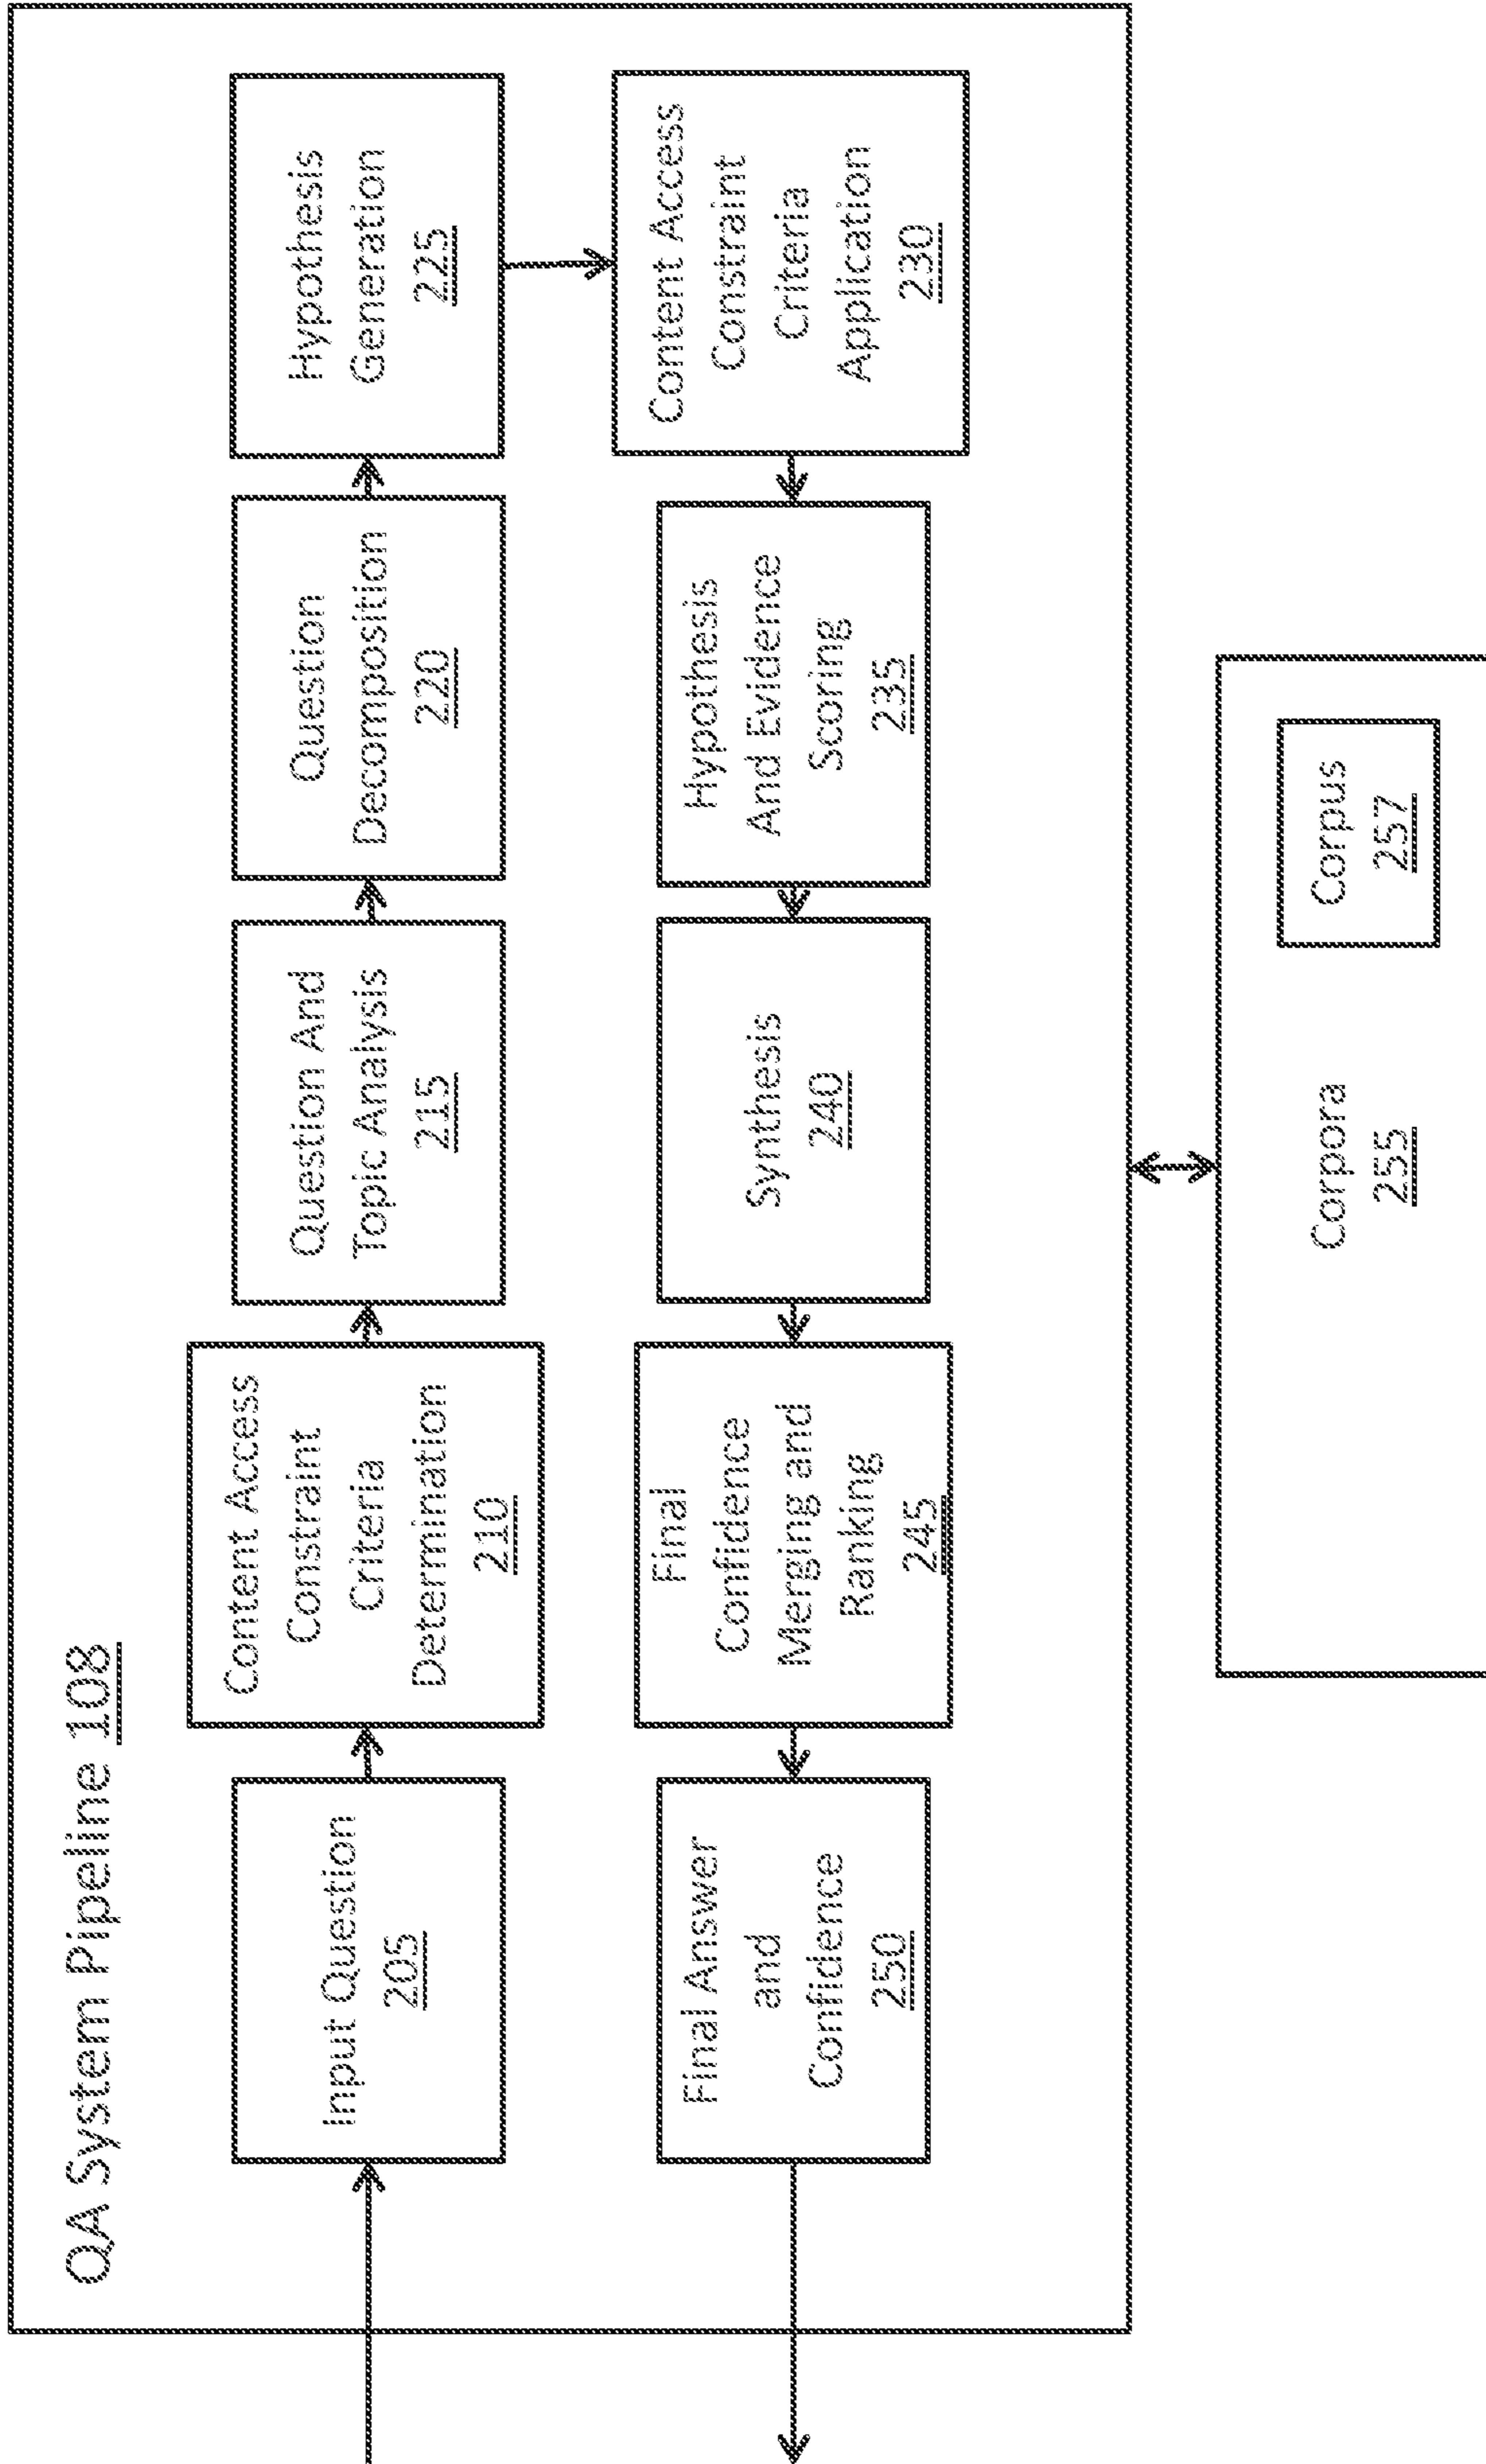 QA System Pipeline 108
Input Question
205
Content Access
Constraint
Criteria
Determination
210
Question And
Topic Analysis
215
Question
Decomposition
220
Hypothesis
Generation
225
Content Access
Constraint
Criteria
Application
230
Hypothesis
And Evidence
Scoring
235
Synthesis
240
Final
Confidence
Merging and
Ranking
245
Final Answer
and
Confidence
250
Corpora
255
Corpus
257